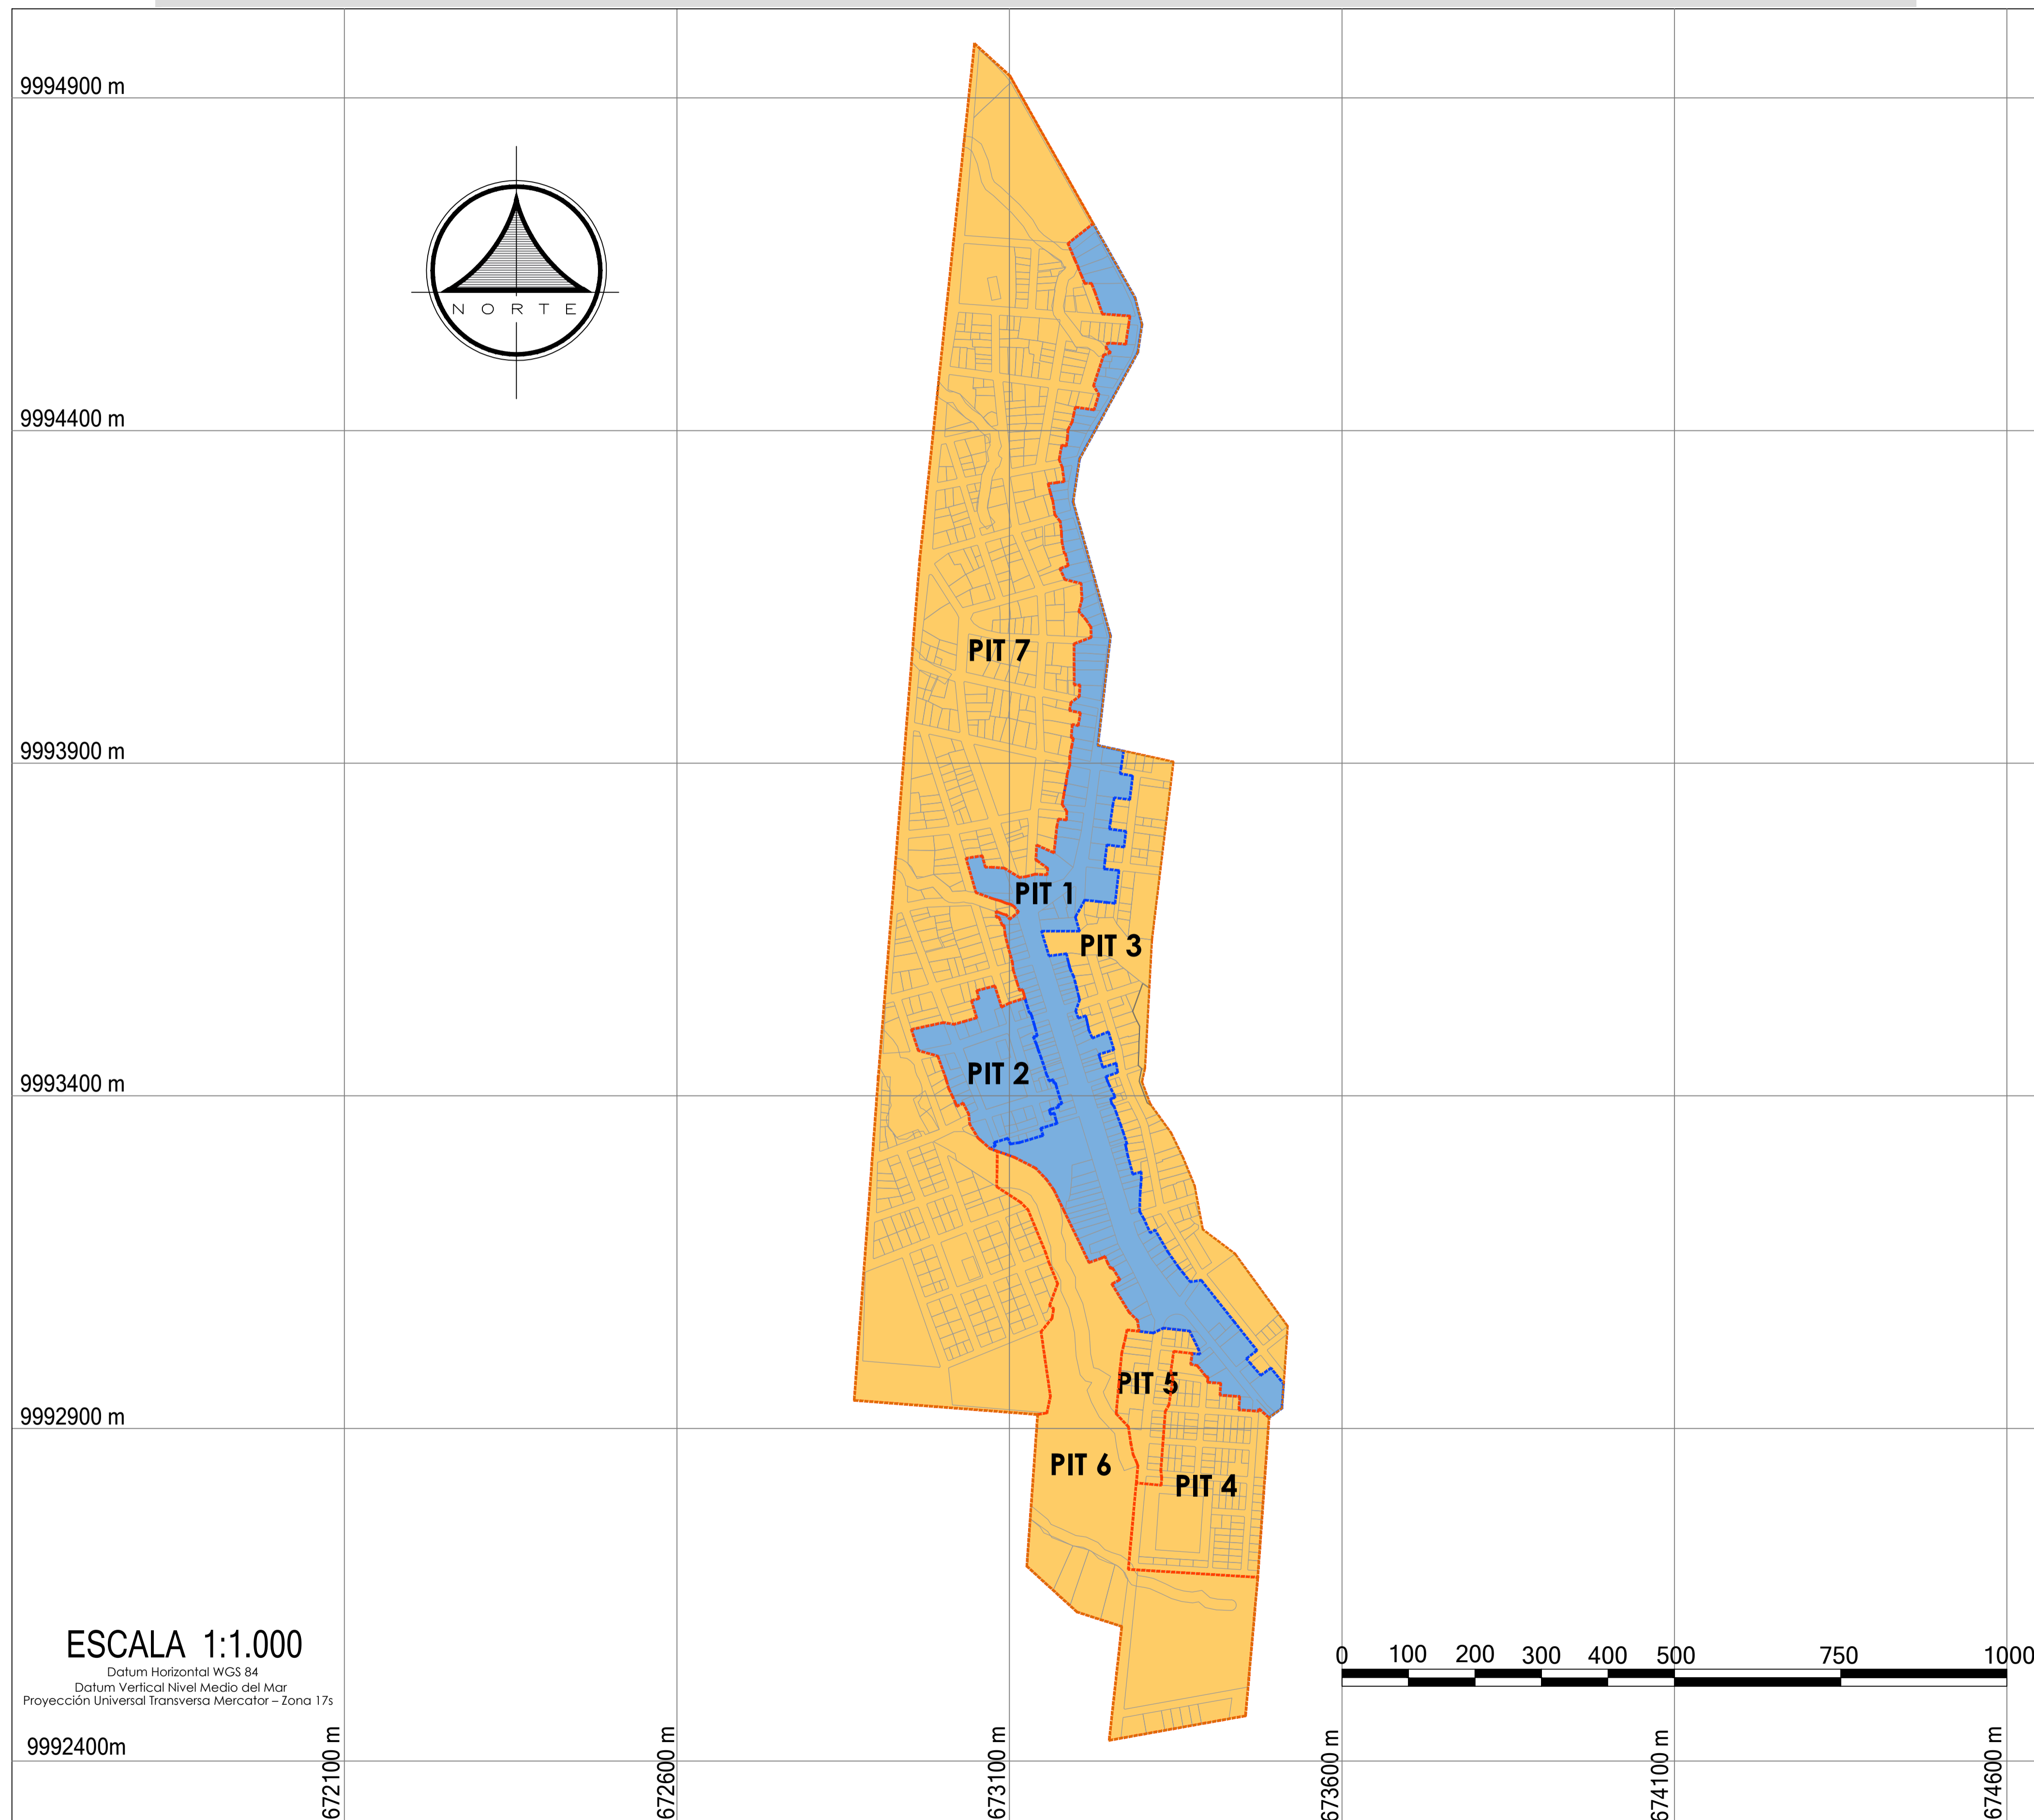 9994900 m
NORTE
9994400 m
PIT 7
9993900 m
PIT 1
PIT 3
PIT 2
9993400 m
PIT 5
9992900 m
PIT 6
PIT 4
ESCALA 1:1.000
Datum Horizontal WGS 84
Datum Vertical Nivel Medio del Mar
Proyección Universal Transversa Mercator – Zona 17s
0 100 200 300 400 500 750 1000
9992400m
672100 m
672600 m
673100 m
673600 m
674100 m
674600 m